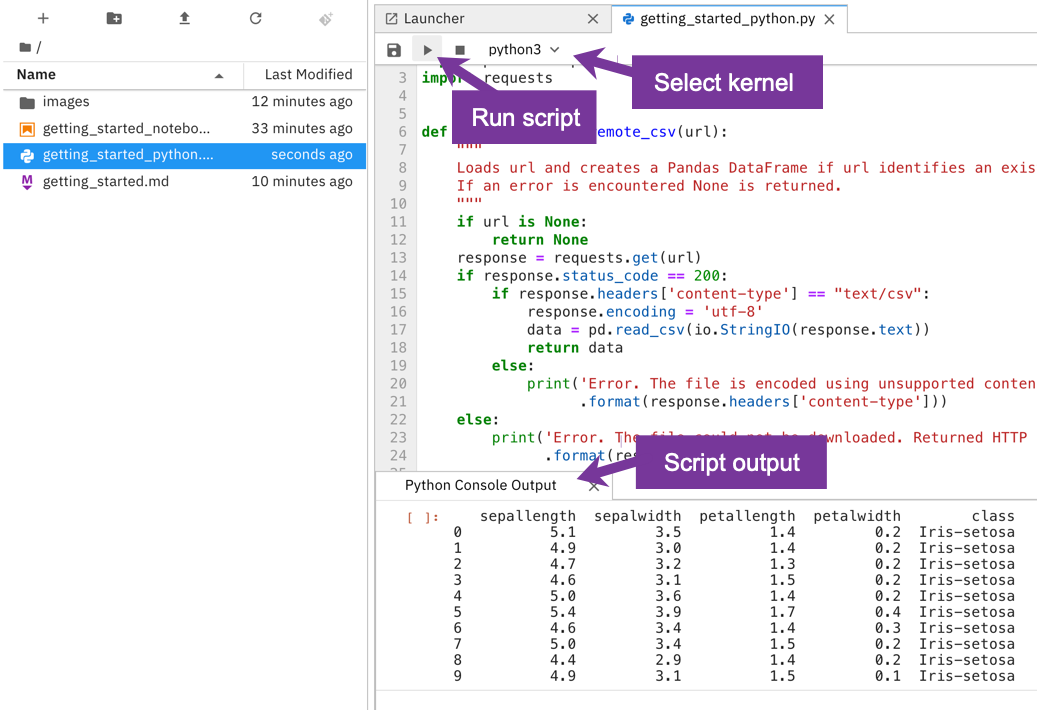 /
Name Last Modified
images 12 minutes ago
getting_started_notebo... 33 minutes ago
getting_started_python.... seconds ago
getting_started.md 10 minutes ago
Launcher getting_started_python.py
python3
Select kernel
Run script
3 requests
4
5
6 def emote_csv(url):
7 """
8 Loads url and creates a Pandas DataFrame if url identifies an exis
9 If an error is encountered None is returned.
10 """
11 if url is None:
12 return None
13 response = requests.get(url)
14 if response.status_code == 200:
15 if response.headers['content-type'] == "text/csv":
16 response.encoding = 'utf-8'
17 data = pd.read_csv(io.StringIO(response.text))
18 return data
19 else:
20 print('Error. The file is encoded using unsupported conten
21 .format(response.headers['content-type']))
22 else:
23 print('Error. The file could not be downloaded. Returned HTTP
24 .format(res
Script output
Python Console Output
[ ]: sepallength sepalwidth petallength petalwidth class
0 5.1 3.5 1.4 0.2 Iris-setosa
1 4.9 3.0 1.4 0.2 Iris-setosa
2 4.7 3.2 1.3 0.2 Iris-setosa
3 4.6 3.1 1.5 0.2 Iris-setosa
4 5.0 3.6 1.4 0.2 Iris-setosa
5 5.4 3.9 1.7 0.4 Iris-setosa
6 4.6 3.4 1.4 0.3 Iris-setosa
7 5.0 3.4 1.5 0.2 Iris-setosa
8 4.4 2.9 1.4 0.2 Iris-setosa
9 4.9 3.1 1.5 0.1 Iris-setosa